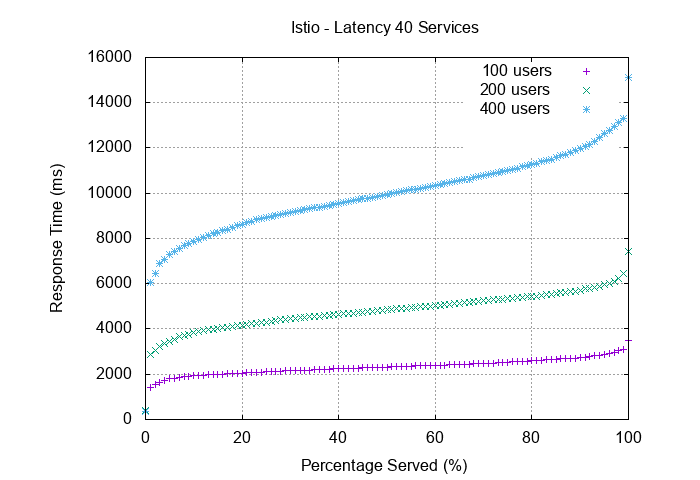 Istio - Latency 40 Services
16000
14000
12000
10000
8000
6000
4000
2000
0
Response Time (ms)
100 users
200 users
400 users
0 20 40 60 80 100
Percentage Served (%)